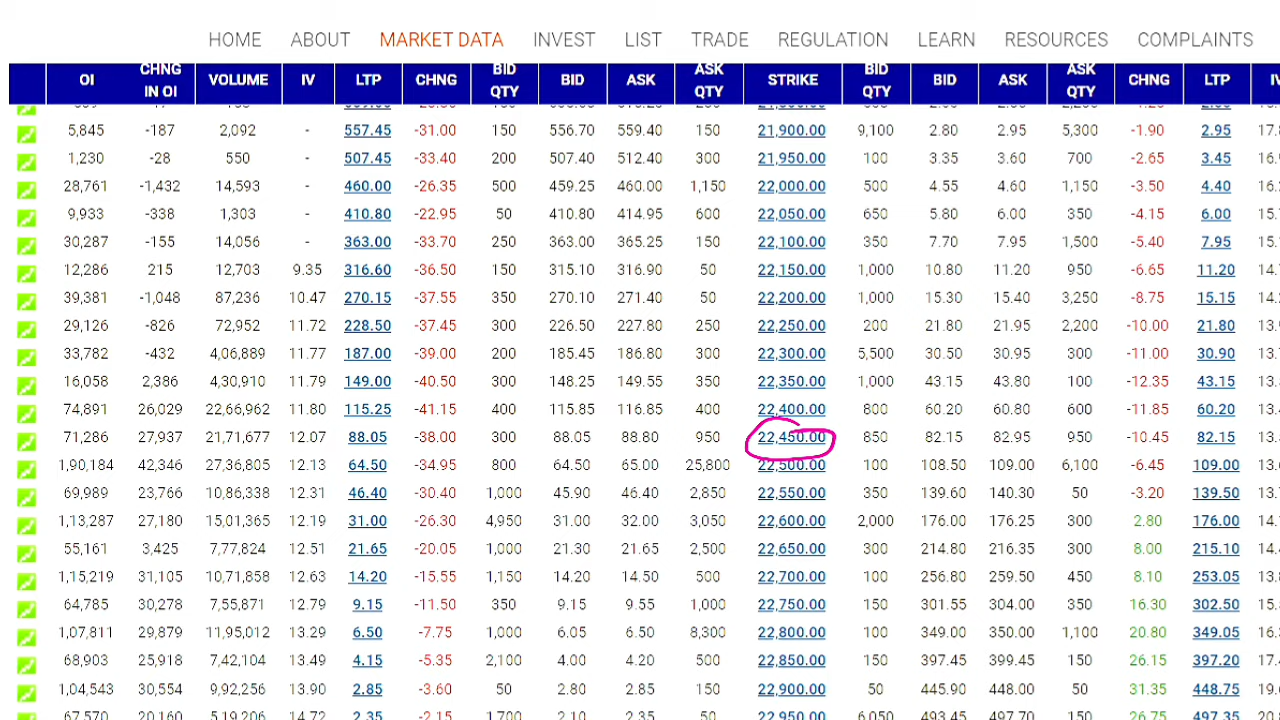 HOME ABOUT MARKET DATA INVEST LIST TRADE REGULATION LEARN RESOURCES COMPLAINTS
OI CHNG IN OI VOLUME IV LTP CHNG BID QTY BID ASK ASK QTY STRIKE BID QTY BID ASK ASK QTY CHNG LTP IV
5,845 -187 2,092 - 557.45 -31.00 150 556.70 559.40 150 21,900.00 9,100 2.80 2.95 5,300 -1.90 2.95
1,230 -28 550 - 507.45 -33.40 200 507.40 512.40 300 21,950.00 100 3.35 3.60 700 -2.65 3.45
28,761 -1,432 14,593 - 460.00 -26.35 500 459.25 460.00 1,150 22,000.00 500 4.55 4.60 1,150 -3.50 4.40
9,933 -338 1,303 - 410.80 -22.95 50 410.80 414.95 600 22,050.00 650 5.80 6.00 350 -4.15 6.00
30,287 -155 14,056 - 363.00 -33.70 250 363.00 365.25 150 22,100.00 350 7.70 7.95 1,500 -5.40 7.95
12,286 215 12,703 9.35 316.60 -36.50 150 315.10 316.90 50 22,150.00 1,000 10.80 11.20 950 -6.65 11.20
39,381 -1,048 87,236 10.47 270.15 -37.55 350 270.10 271.40 50 22,200.00 1,000 15.30 15.40 3,250 -8.75 15.15
29,126 -826 72,952 11.72 228.50 -37.45 300 226.50 227.80 250 22,250.00 200 21.80 21.95 2,200 -10.00 21.80
33,782 -432 4,06,889 11.77 187.00 -39.00 200 185.45 186.80 300 22,300.00 5,500 30.50 30.95 300 -11.00 30.90
16,058 2,386 4,30,910 11.79 149.00 -40.50 300 148.25 149.55 350 22,350.00 1,000 43.15 43.80 100 -12.35 43.15
74,891 26,029 22,66,962 11.80 115.25 -41.15 400 115.85 116.85 400 22,400.00 800 60.20 60.80 600 -11.85 60.20
71,286 27,937 21,71,677 12.07 88.05 -38.00 300 88.05 88.80 950 22,450.00 850 82.15 82.95 950 -10.45 82.15
1,90,184 42,346 27,36,805 12.13 64.50 -34.95 800 64.50 65.00 25,800 22,500.00 100 108.50 109.00 6,100 -6.45 109.00
69,989 23,766 10,86,338 12.31 46.40 -30.40 1,000 45.90 46.40 2,850 22,550.00 350 139.60 140.30 50 -3.20 139.50
1,13,287 27,180 15,01,365 12.19 31.00 -26.30 4,950 31.00 32.00 3,050 22,600.00 2,000 176.00 176.25 300 2.80 176.00
55,161 3,425 7,77,824 12.51 21.65 -20.05 1,000 21.30 21.65 2,500 22,650.00 300 214.80 216.35 300 8.00 215.10
1,15,219 31,105 10,71,858 12.63 14.20 -15.55 1,150 14.20 14.50 500 22,700.00 100 256.80 259.50 450 8.10 253.05
64,785 30,278 7,55,871 12.79 9.15 -11.50 350 9.15 9.55 1,000 22,750.00 150 301.55 304.00 350 16.30 302.50
1,07,811 29,879 11,95,012 13.29 6.50 -7.75 1,000 6.05 6.50 8,300 22,800.00 100 349.00 350.00 1,100 20.80 349.05
68,903 25,918 7,42,104 13.49 4.15 -5.35 2,100 4.00 4.20 500 22,850.00 150 397.45 399.45 150 26.15 397.20
1,04,543 30,554 9,92,256 13.90 2.85 -3.60 50 2.80 2.85 150 22,900.00 50 445.90 448.00 50 31.35 448.75
67,570 20,160 5,19,206 14.72 2.35 -2.15 1,700 2.10 2.35 50 22,950.00 6,050 493.45 497.70 150 26.75 497.35